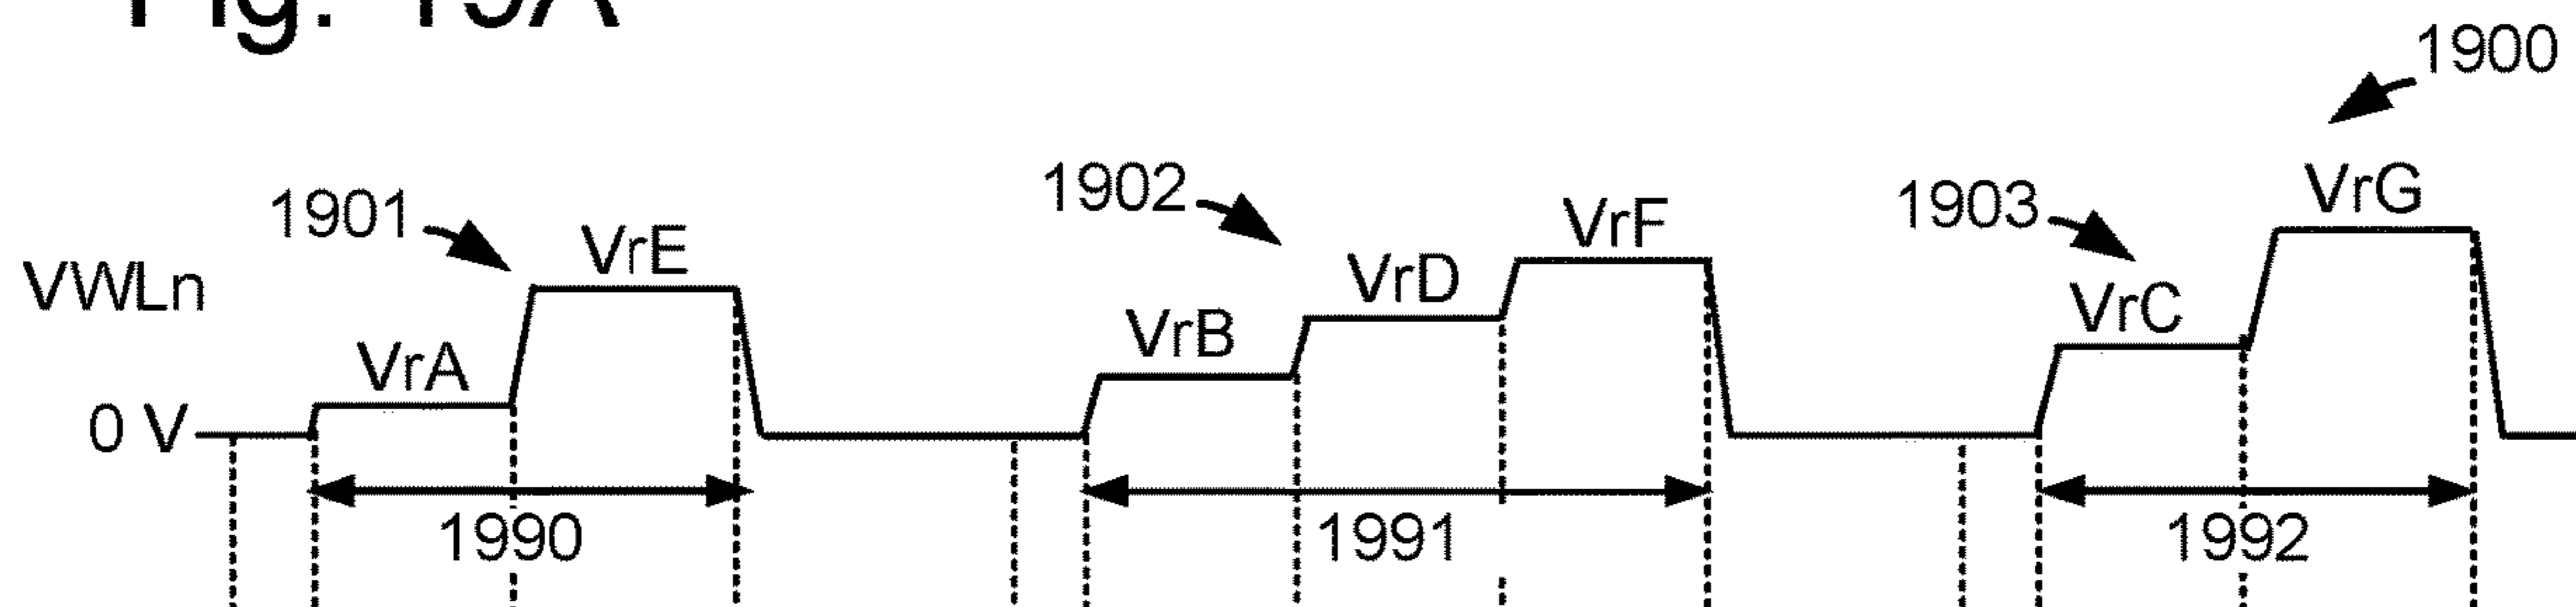 Fig. 19A
1900
1901
VrE
VWLn
VrA
0 V
1990
1902
VrF
VrD
VrB
1991
1903
VrG
VrC
1992